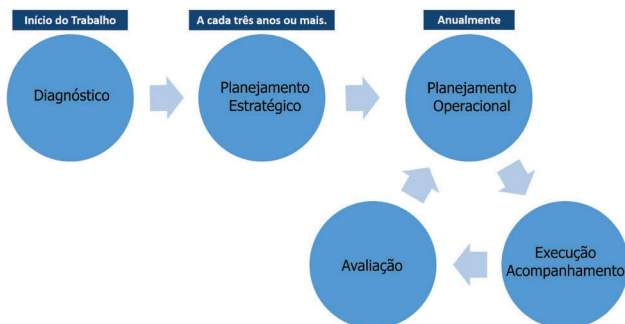 Início do Trabalho
A cada três anos ou mais.
Anualmente
Diagnóstico
Planejamento
Estratégico
Planejamento
Operacional
Avaliação
Execução
Acompanhamento